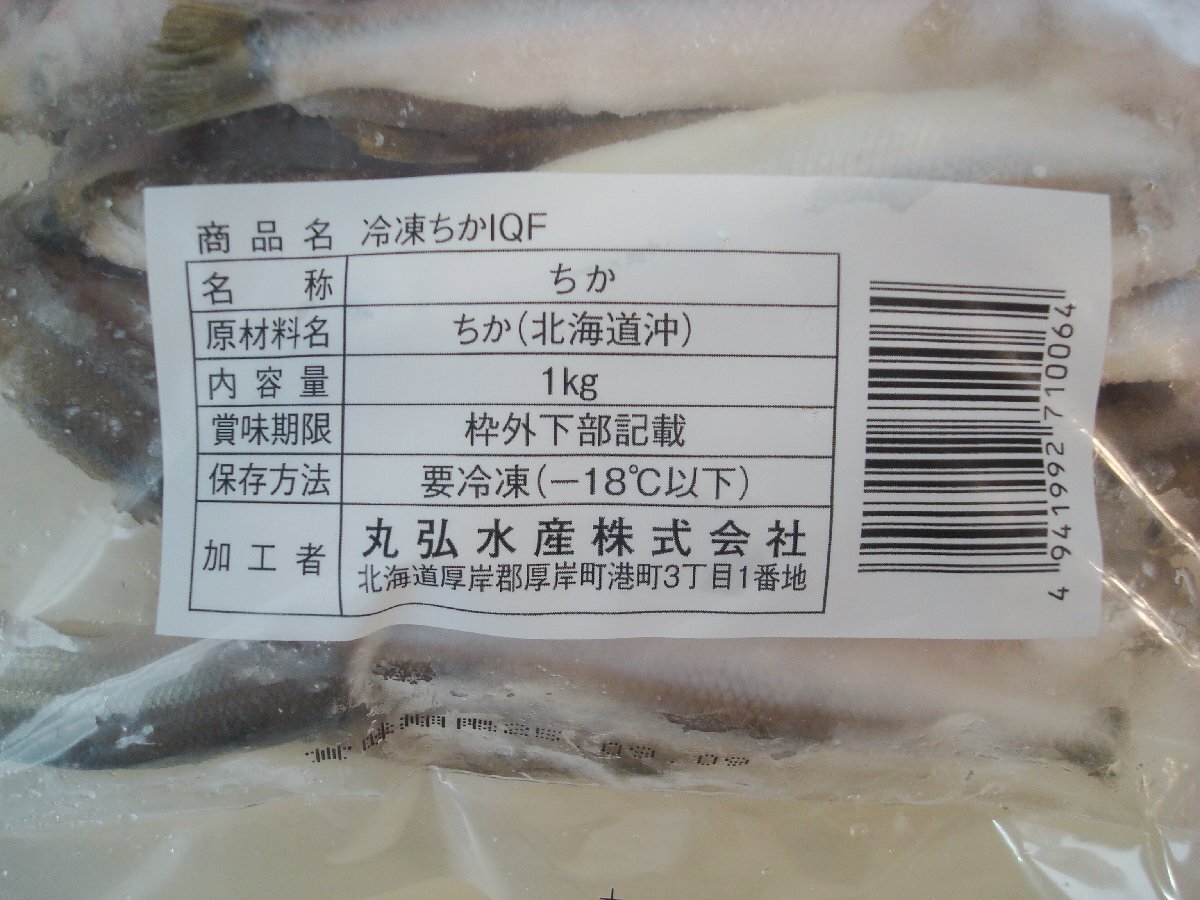 商品名 冷凍ちかIQF
名称 ちか
原材料名 ちか(北海道沖)
内容量 1kg
賞味期限 枠外下部記載
保存方法 要冷凍(-18℃以下)
加工者 丸弘水産株式会社
北海道厚岸郡厚岸町港町3丁目1番地
4941992710064
賞味期限